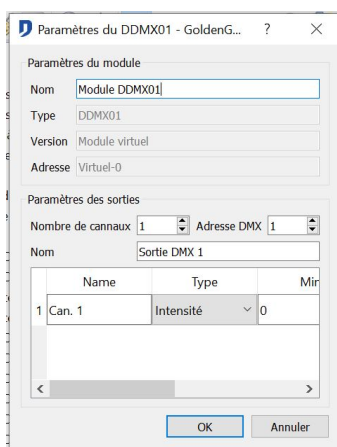 Paramètres du DDMX01 - GoldenG... ?
Paramètres du module
Nom Module DDMX01
Type DDMX01
Version Module virtuel
Adresse Virtuel-0
Paramètres des sorties
Nombre de cannaux 1 Adresse DMX 1
Nom Sortie DMX 1
Name Type Mir
1 Can. 1 Intensité 0
OK Annuler